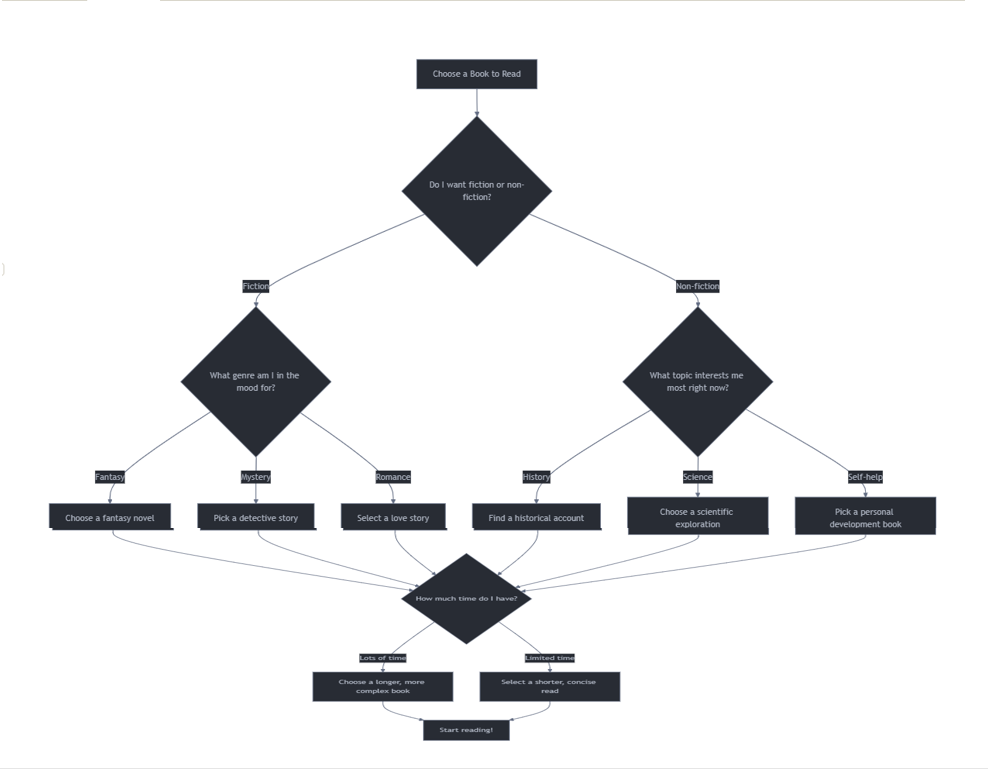 Choose a Book to Read
Do I want fiction or non-
fiction?
Fiction
Non-fiction
What genre am I in the
mood for?
What topic interests me
most right now?
Fantasy
Mystery
Romance
History
Science
Self-help
Choose a fantasy novel
Pick a detective story
Select a love story
Find a historical account
Choose a scientific
exploration
Pick a personal
development book
How much time do I have?
Lots of time
Limited time
Choose a longer, more
complex book
Select a shorter, concise
read
Start reading!